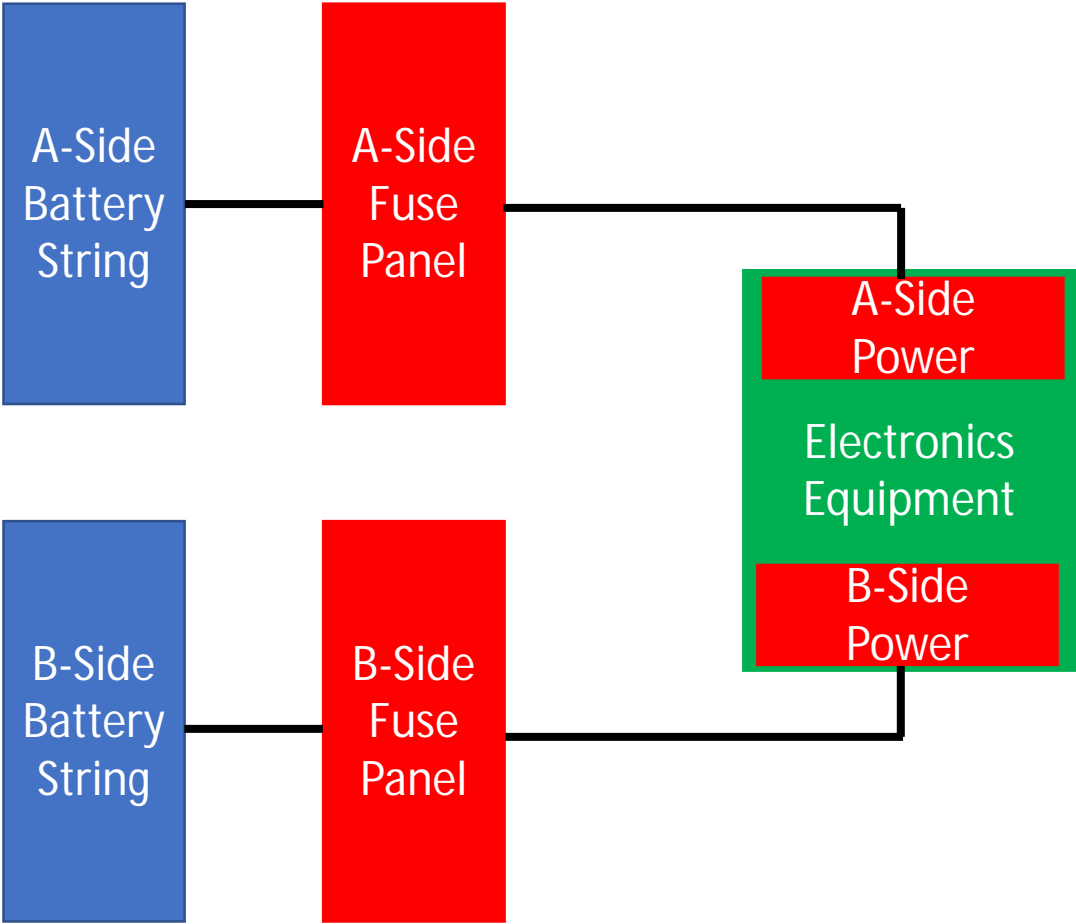 A-Side
Battery
String
A-Side
Fuse
Panel
A-Side
Power
Electronics
Equipment
B-Side
Power
B-Side
Battery
String
B-Side
Fuse
Panel